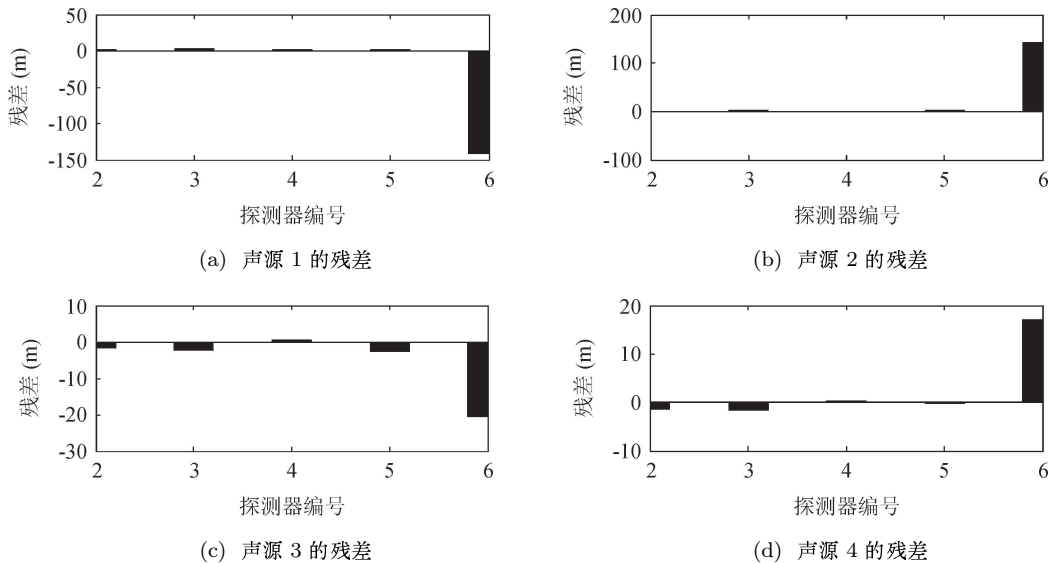 50
0
-50
-100
-150
残差 (m)
2 3 4 5 6
探测器编号
(a) 声源 1 的残差
200
100
0
-100
残差 (m)
2 3 4 5 6
探测器编号
(b) 声源 2 的残差
10
0
-10
-20
-30
残差 (m)
2 3 4 5 6
探测器编号
(c) 声源 3 的残差
20
10
0
-10
残差 (m)
2 3 4 5 6
探测器编号
(d) 声源 4 的残差